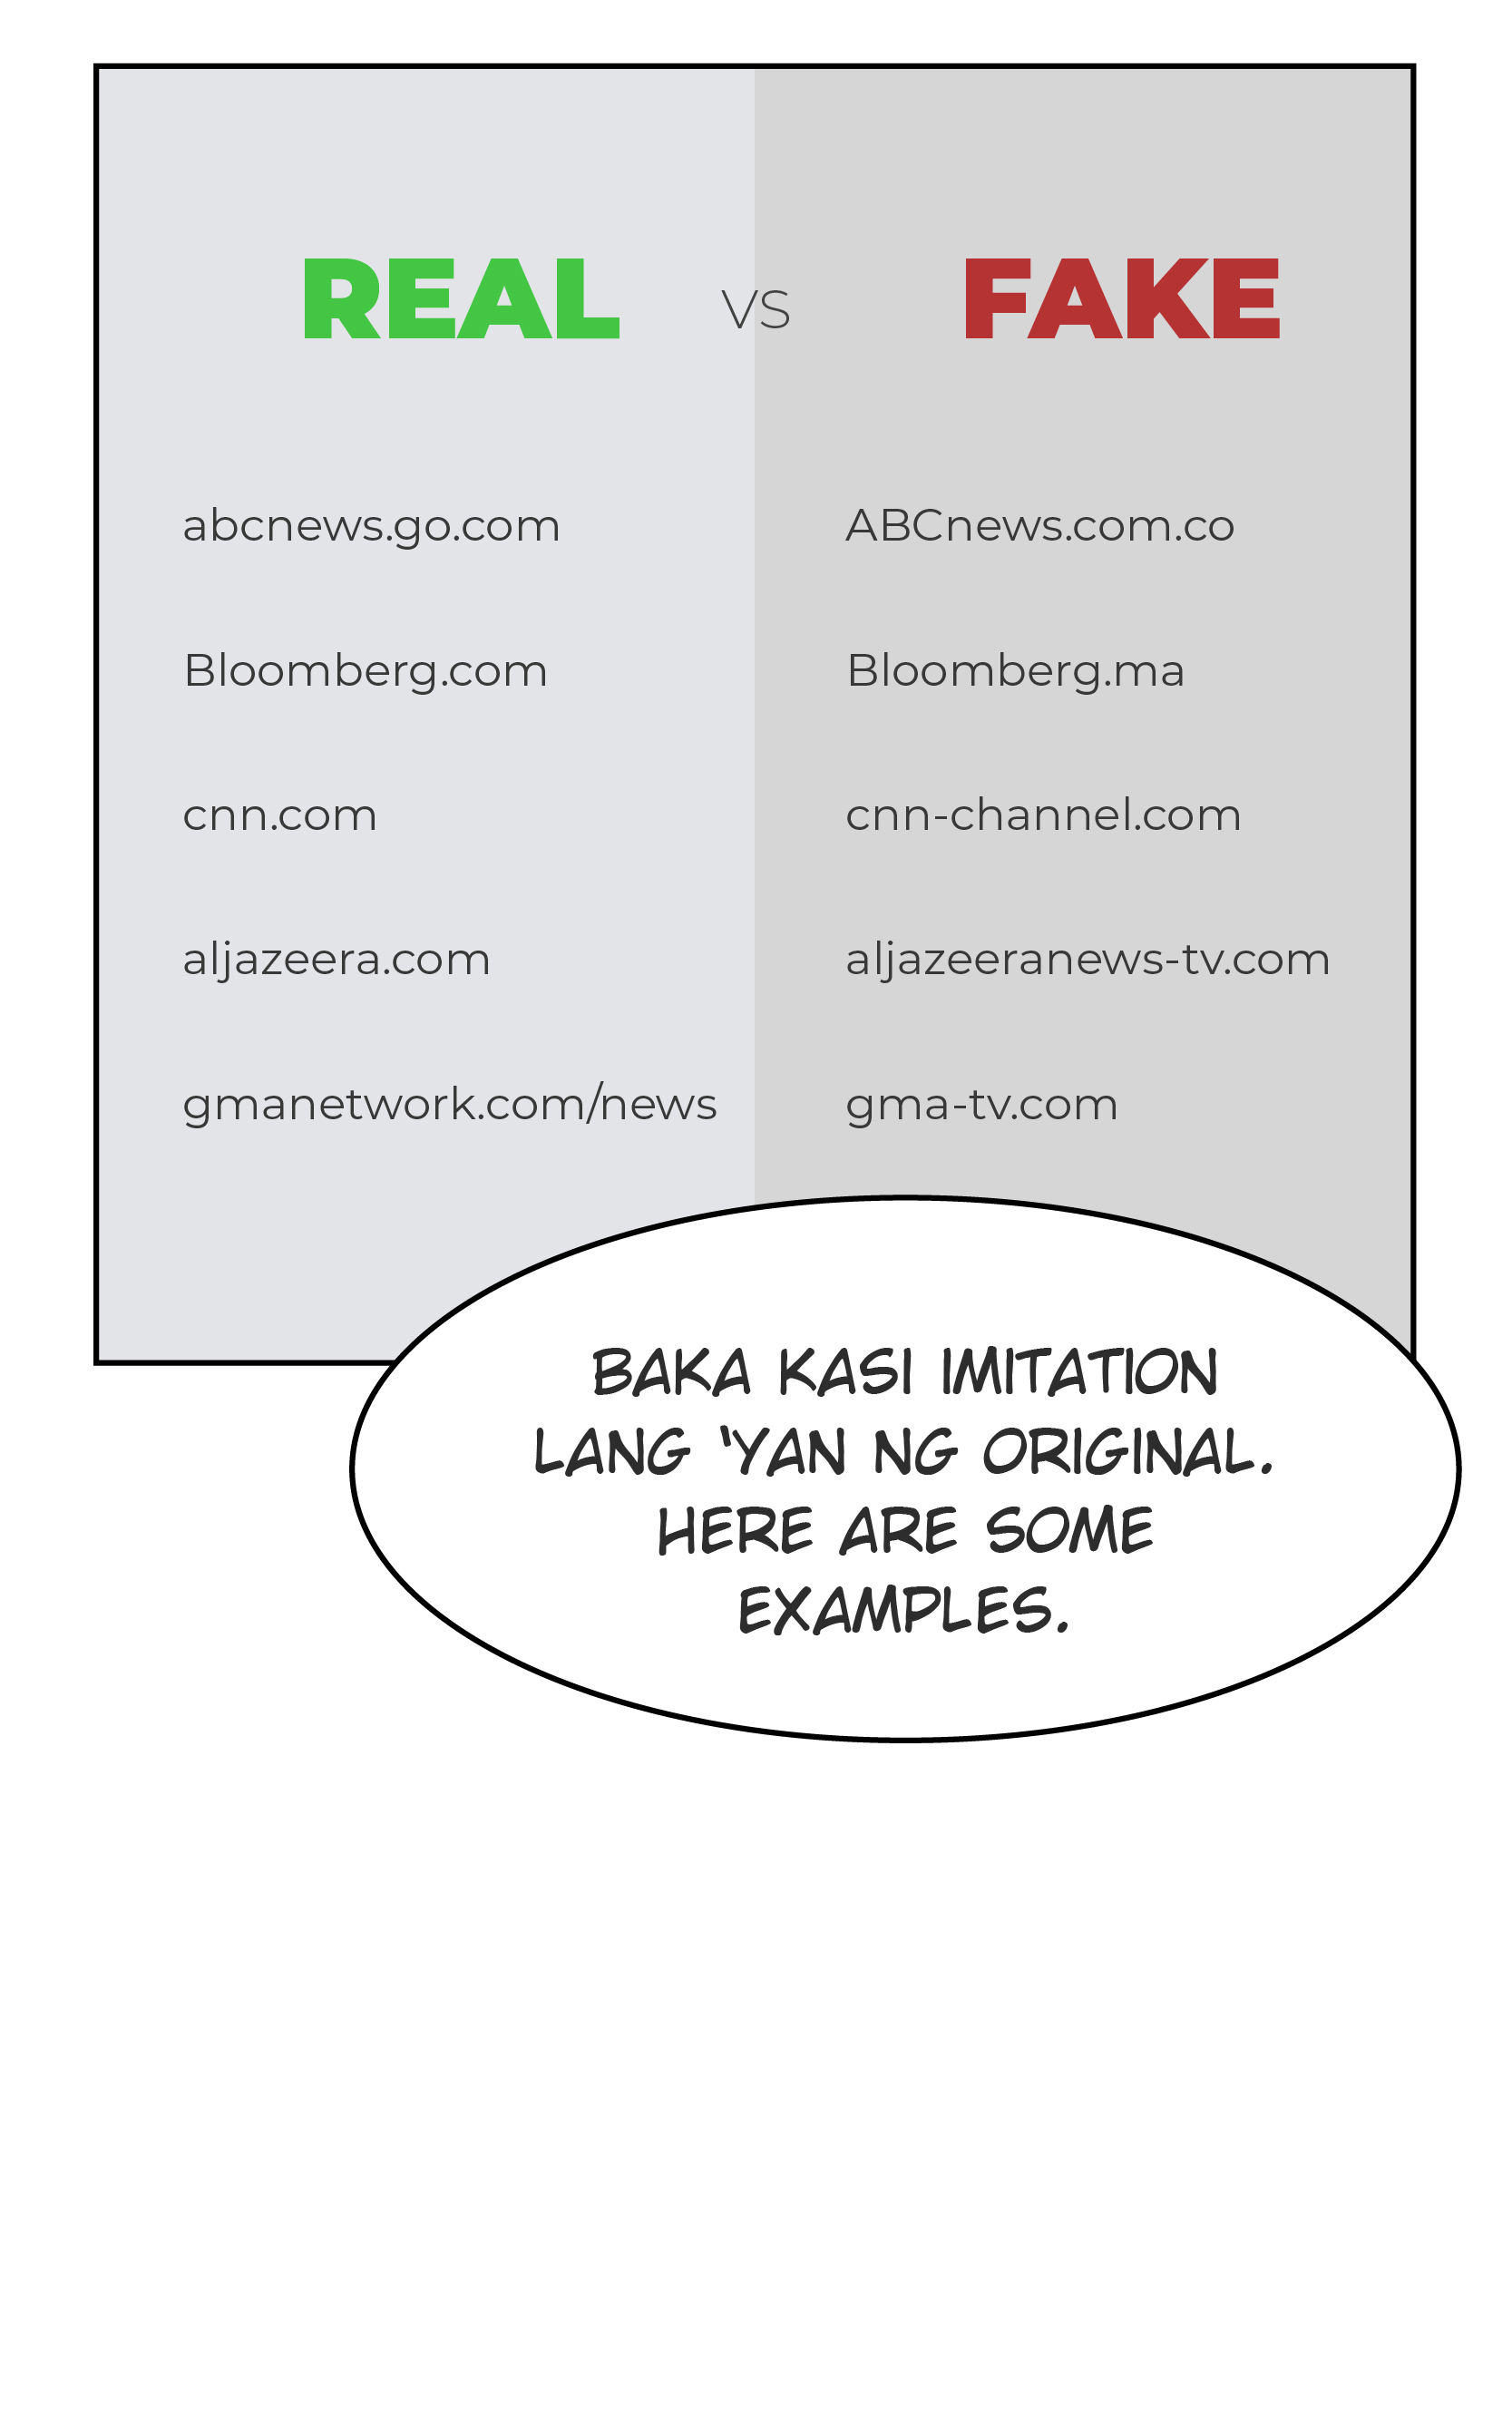 REAL vs FAKE
abcnews.go.com ABCnews.com.co
Bloomberg.com Bloomberg.ma
cnn.com cnn-channel.com
aljazeera.com aljazeeranews-tv.com
gmanetwork.com/news gma-tv.com
BAKA KASI IMITATION
LANG 'YAN NG ORIGINAL.
HERE ARE SOME
EXAMPLES.